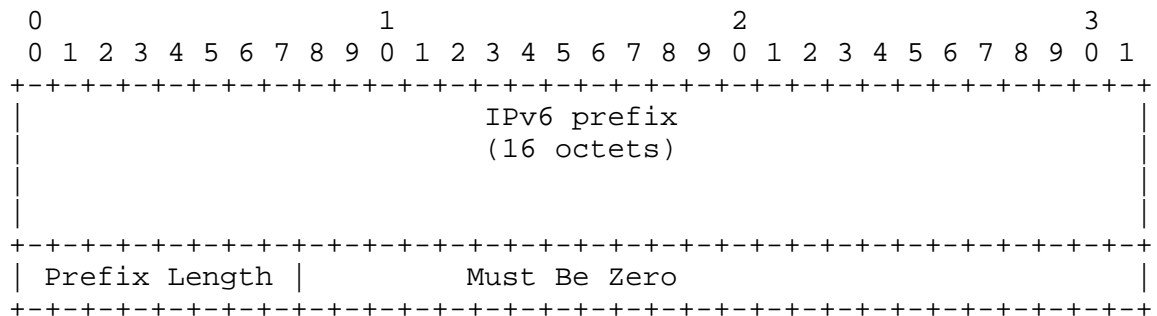 0                   1                   2                   3
 0 1 2 3 4 5 6 7 8 9 0 1 2 3 4 5 6 7 8 9 0 1 2 3 4 5 6 7 8 9 0 1
+-+-+-+-+-+-+-+-+-+-+-+-+-+-+-+-+-+-+-+-+-+-+-+-+-+-+-+-+-+-+-+-+
|                          IPv6 prefix                          |
|                          (16 octets)                          |
|                                                               |
|                                                               |
+-+-+-+-+-+-+-+-+-+-+-+-+-+-+-+-+-+-+-+-+-+-+-+-+-+-+-+-+-+-+-+-+
| Prefix Length |         Must Be Zero                          |
+-+-+-+-+-+-+-+-+-+-+-+-+-+-+-+-+-+-+-+-+-+-+-+-+-+-+-+-+-+-+-+-+